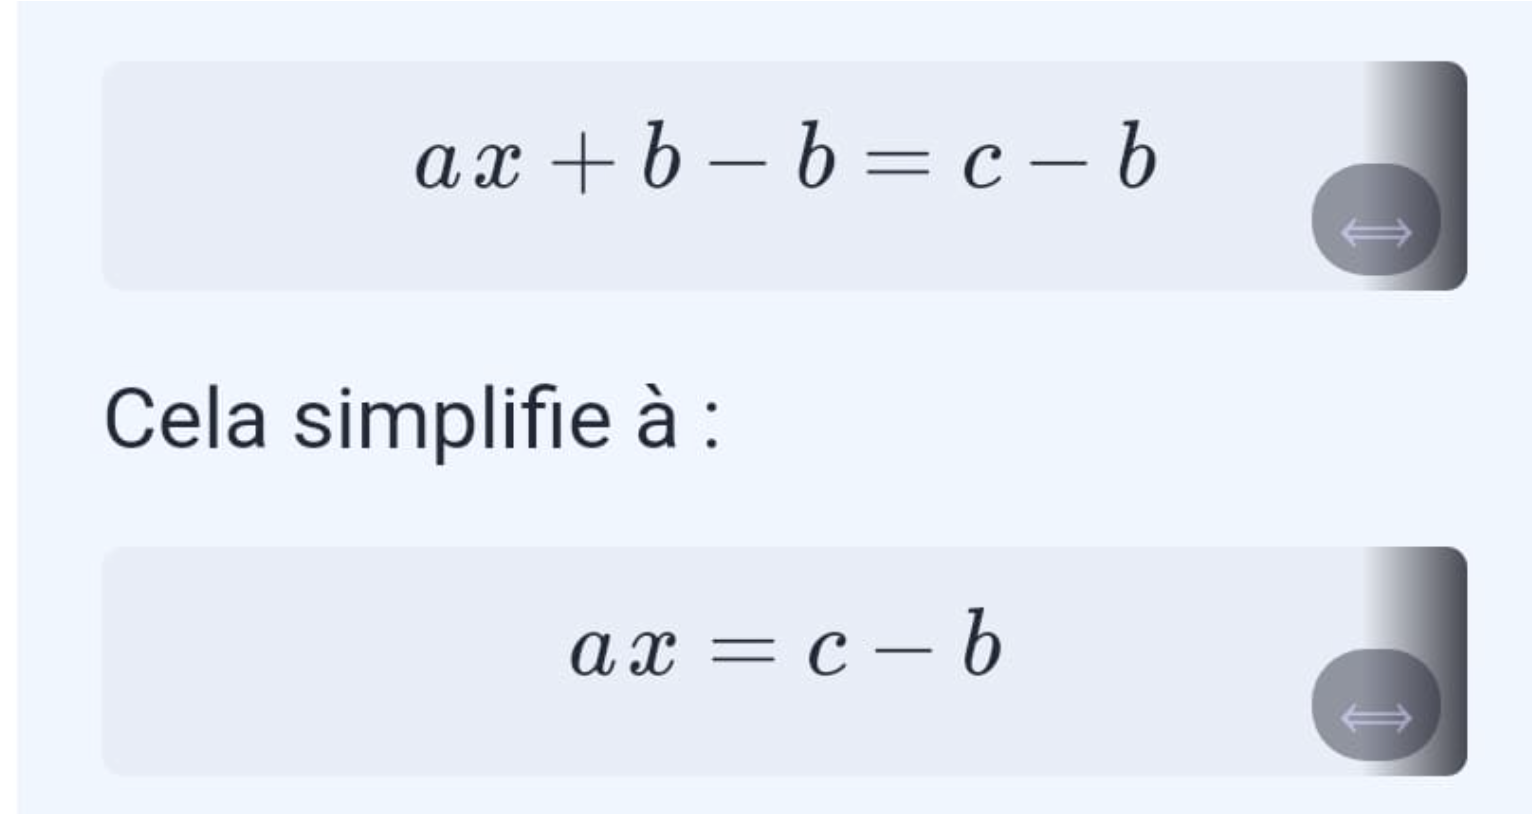 ax + b − b = c − b
⟺
Cela simplifie à :
ax = c − b
⟺